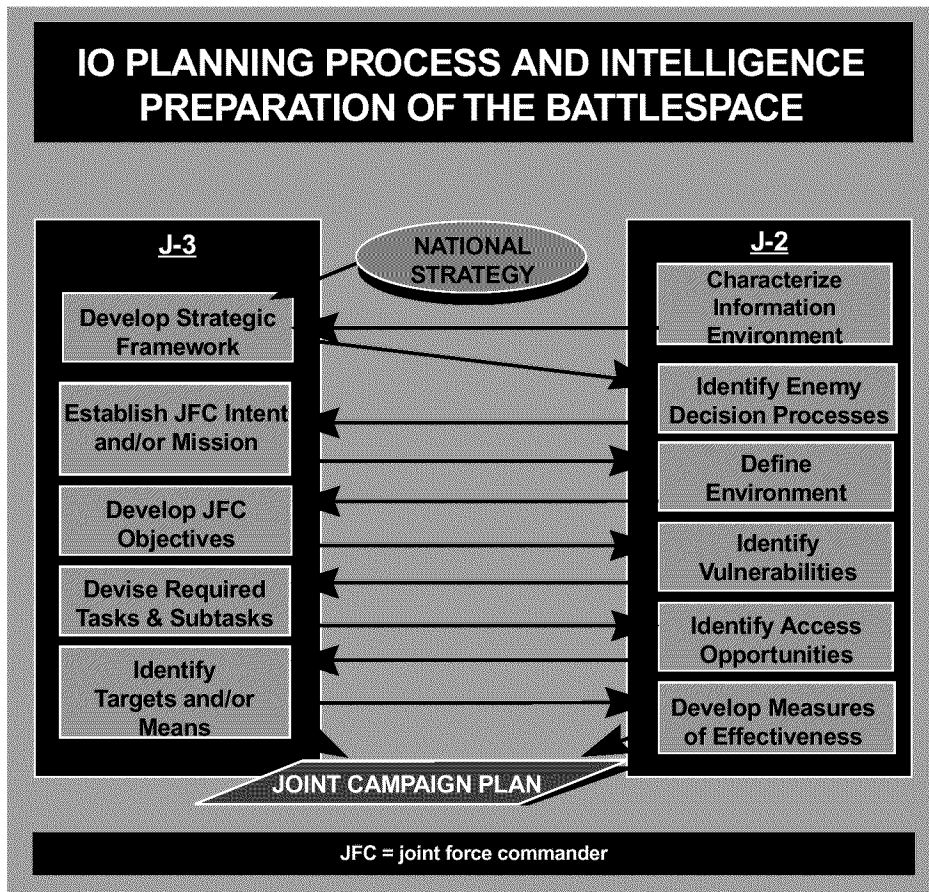 IO PLANNING PROCESS AND INTELLIGENCE
PREPARATION OF THE BATTLESPACE
J-3
Develop Strategic
Framework
Establish JFC Intent
and/or Mission
Develop JFC
Objectives
Devise Required
Tasks & Subtasks
Identify
Targets and/or
Means
NATIONAL
STRATEGY
J-2
Characterize
Information
Environment
Identify Enemy
Decision Processes
Define
Environment
Identify
Vulnerabilities
Identify Access
Opportunities
Develop Measures
of Effectiveness
JOINT CAMPAIGN PLAN
JFC = joint force commander